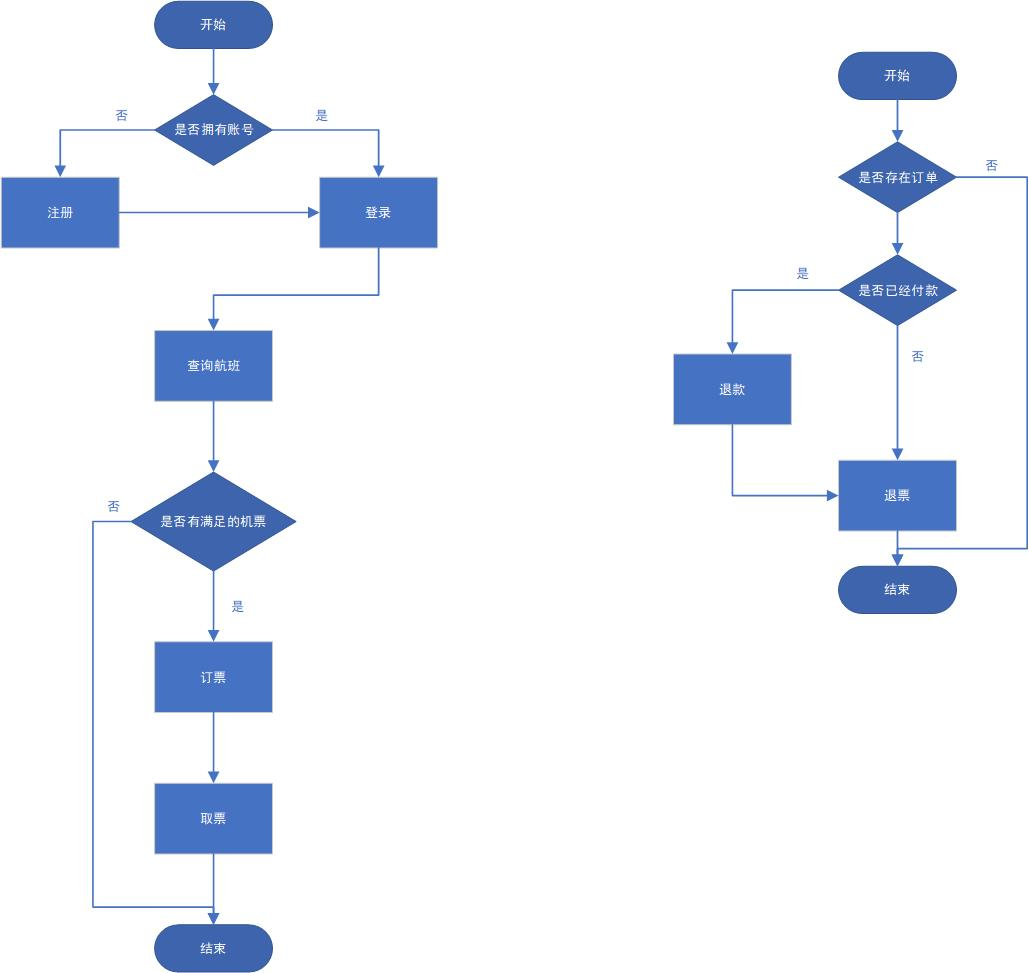 开始
是否拥有账号
否
是
注册
登录
查询航班
是否有满足的机票
否
是
订票
取票
结束
开始
是否存在订单
否
是否已经付款
是
否
退款
退票
结束